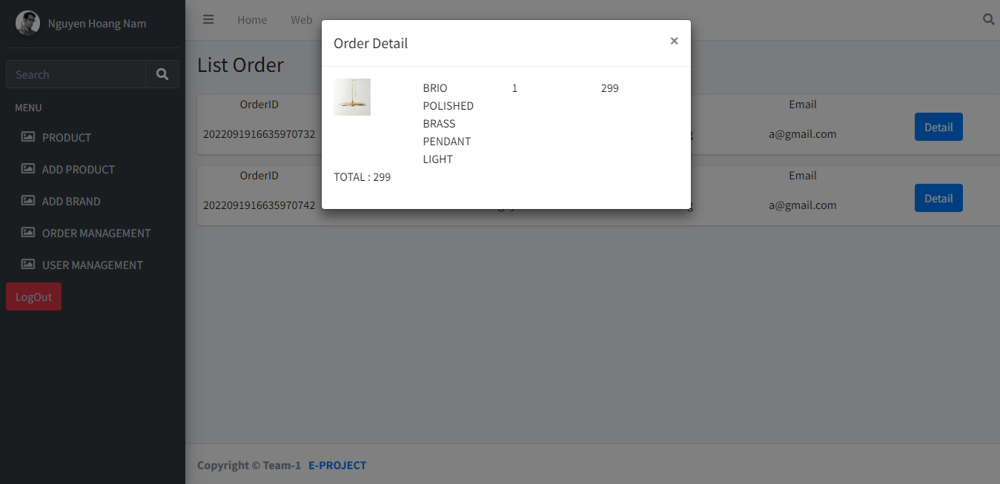 Nguyen Hoang Nam
Search
MENU
PRODUCT
ADD PRODUCT
ADD BRAND
ORDER MANAGEMENT
USER MANAGEMENT
LogOut
Home Web
List Order
Order Detail ×
BRIO POLISHED BRASS PENDANT LIGHT 1 299
TOTAL : 299
OrderID Email
2022091916635970732 a@gmail.com Detail
OrderID Email
2022091916635970742 a@gmail.com Detail
Copyright © Team-1 E-PROJECT